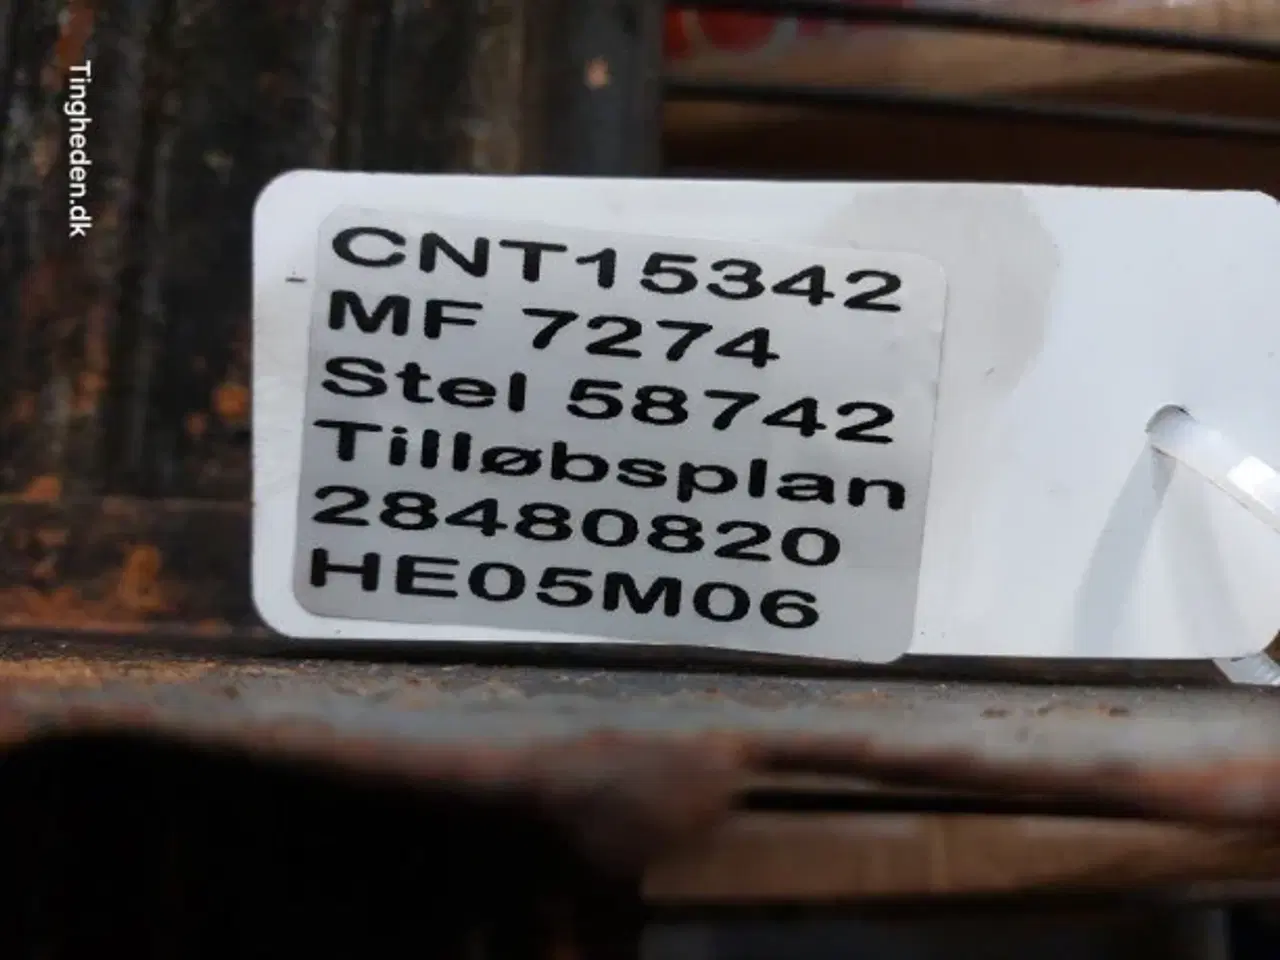 Tingheden.dk
CNT15342
MF 7274
Stel 58742
Tilløbsplan
28480820
HE05M06